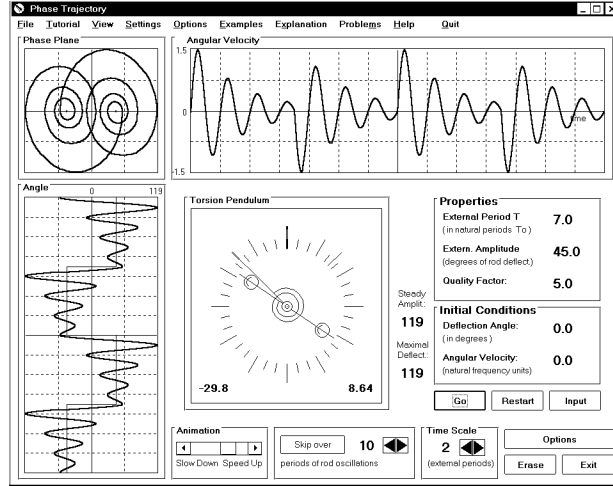 Phase Trajectory
File Tutorial View Settings Options Examples Explanation Problems Help Quit
Phase Plane
Angular Velocity
1.5
0
-1.5
time
Angle
0 119
Torsion Pendulum
-29.8 8.64
Steady
Amplit.:
119
Maximal
Deflect.:
119
Properties
External Period T 7.0
(in natural periods To)
Extern. Amplitude 45.0
(degrees of rod deflect.)
Quality Factor: 5.0
Initial Conditions
Deflection Angle: 0.0
(in degrees)
Angular Velocity: 0.0
(natural frequency units)
Go Restart Input
Animation
Slow Down Speed Up
Skip over 10
periods of rod oscillations
Time Scale
2
(external periods)
Options
Erase Exit